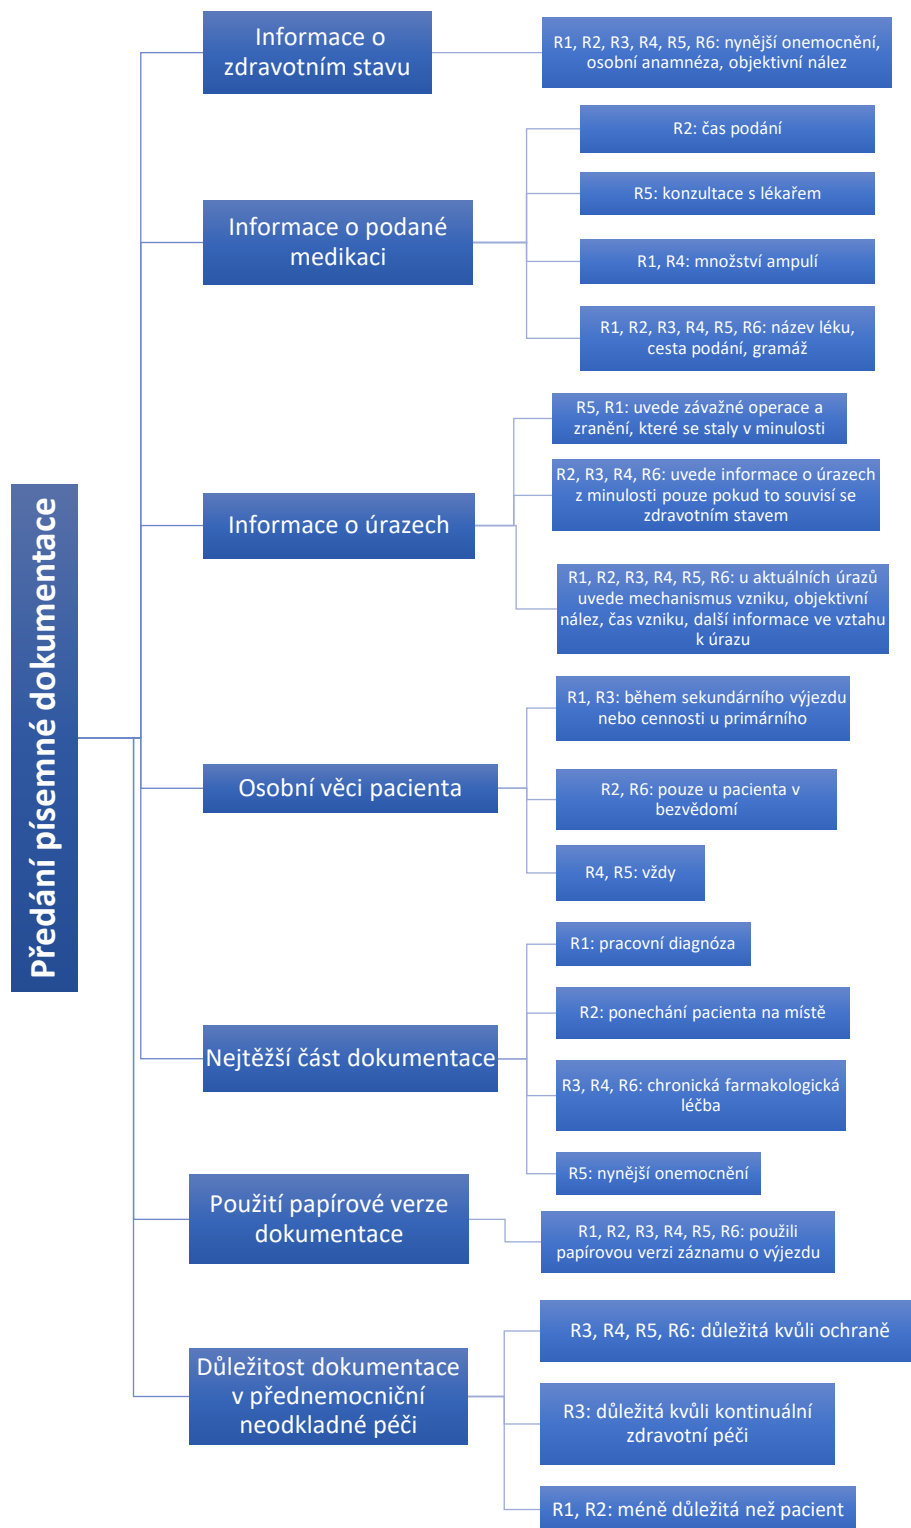 Předání písemné dokumentace
Informace o
zdravotním stavu
R1, R2, R3, R4, R5, R6: nynější onemocnění,
osobní anamnéza, objektivní nález
Informace o podané
medikaci
R2: čas podání
R5: konzultace s lékařem
R1, R4: množství ampulí
R1, R2, R3, R4, R5, R6: název léku,
cesta podání, gramáž
Informace o úrazech
R5, R1: uvede závažné operace a
zranění, které se staly v minulosti
R2, R3, R4, R6: uvede informace o úrazech
z minulosti pouze pokud to souvisí se
zdravotním stavem
R1, R2, R3, R4, R5, R6: u aktuálních úrazů
uvede mechanismus vzniku, objektivní
nález, čas vzniku, další informace ve vztahu
k úrazu
Osobní věci pacienta
R1, R3: během sekundárního výjezdu
nebo cennosti u primárního
R2, R6: pouze u pacienta v
bezvědomí
R4, R5: vždy
Nejtěžší část dokumentace
R1: pracovní diagnóza
R2: ponechání pacienta na místě
R3, R4, R6: chronická farmakologická
léčba
R5: nynější onemocnění
Použití papírové verze
dokumentace
R1, R2, R3, R4, R5, R6: použili
papírovou verzi záznamu o výjezdu
Důležitost dokumentace
v přednemocniční
neodkladné péči
R3, R4, R5, R6: důležitá kvůli ochraně
R3: důležitá kvůli kontinuální
zdravotní péči
R1, R2: méně důležitá než pacient